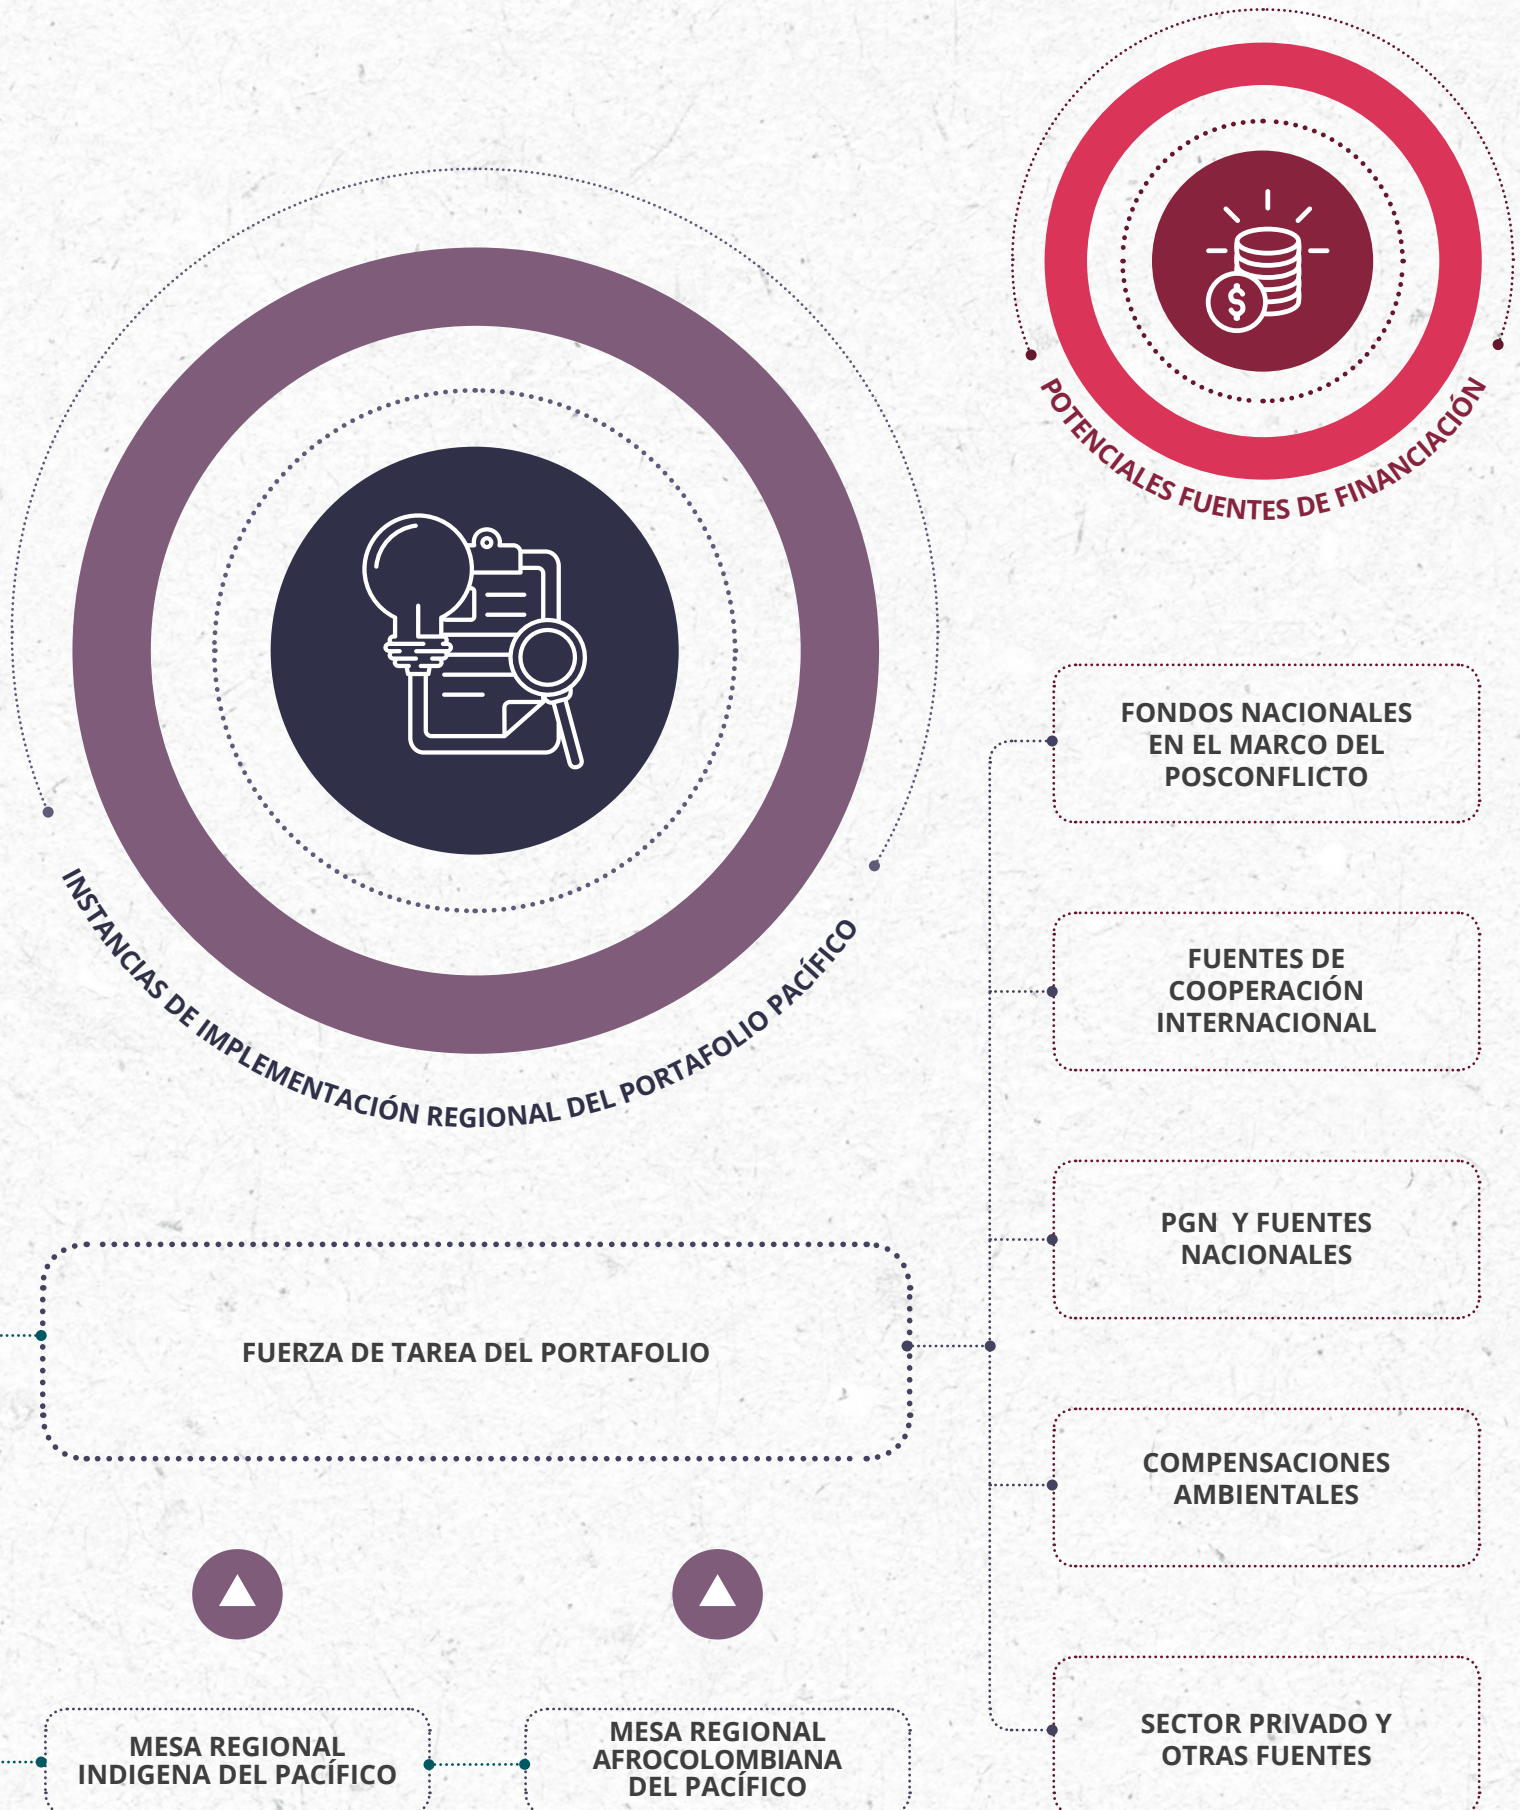 POTENCIALES FUENTES DE FINANCIACIÓN
INSTANCIAS DE IMPLEMENTACIÓN REGIONAL DEL PORTAFOLIO PACÍFICO
FUERZA DE TAREA DEL PORTAFOLIO
MESA REGIONAL
INDIGENA DEL PACÍFICO
MESA REGIONAL
AFROCOLOMBIANA
DEL PACÍFICO
FONDOS NACIONALES
EN EL MARCO DEL
POSCONFLICTO
FUENTES DE
COOPERACIÓN
INTERNACIONAL
PGN Y FUENTES
NACIONALES
COMPENSACIONES
AMBIENTALES
SECTOR PRIVADO Y
OTRAS FUENTES